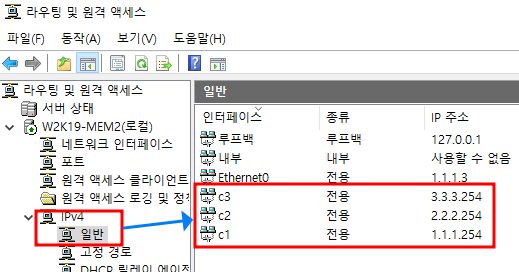 라우팅 및 원격 액세스
파일(F) 동작(A) 보기(V) 도움말(H)
라우팅 및 원격 액세스
서버 상태
W2K19-MEM2(로컬)
네트워크 인터페이스
포트
원격 액세스 클라이언트
원격 액세스 로깅 및 정책
IPv4
일반
고정 경로
DHCP 릴레이 에이전
일반
인터페이스 종류 IP 주소
루프백 루프백 127.0.0.1
내부 내부 사용할 수 없음
Ethernet0 전용 1.1.1.3
c3 전용 3.3.3.254
c2 전용 2.2.2.254
c1 전용 1.1.1.254